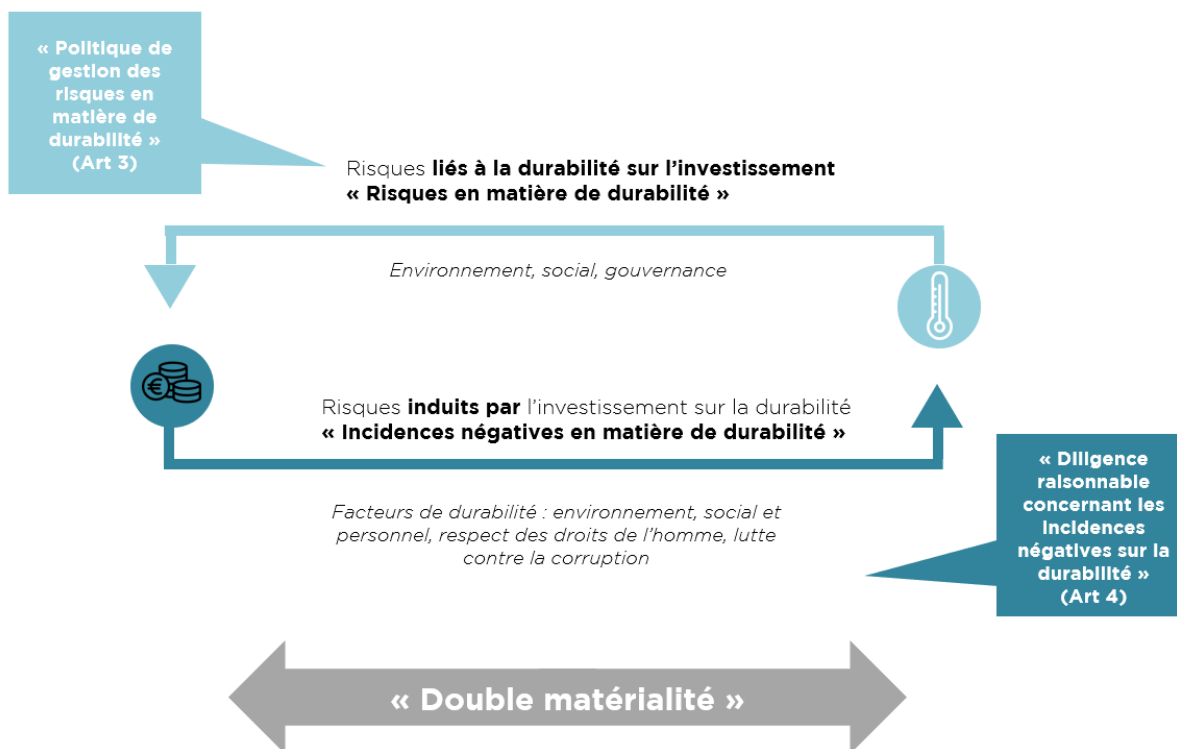 « Politique de
gestion des
risques en
matière de
durabilité »
(Art 3)
Risques liés à la durabilité sur l’investissement
« Risques en matière de durabilité »
Environnement, social, gouvernance
€
Risques induits par l’investissement sur la durabilité
« Incidences négatives en matière de durabilité »
Facteurs de durabilité : environnement, social et
personnel, respect des droits de l’homme, lutte
contre la corruption
« Diligence
raisonnable
concernant les
incidences
négatives sur la
durabilité »
(Art 4)
« Double matérialité »